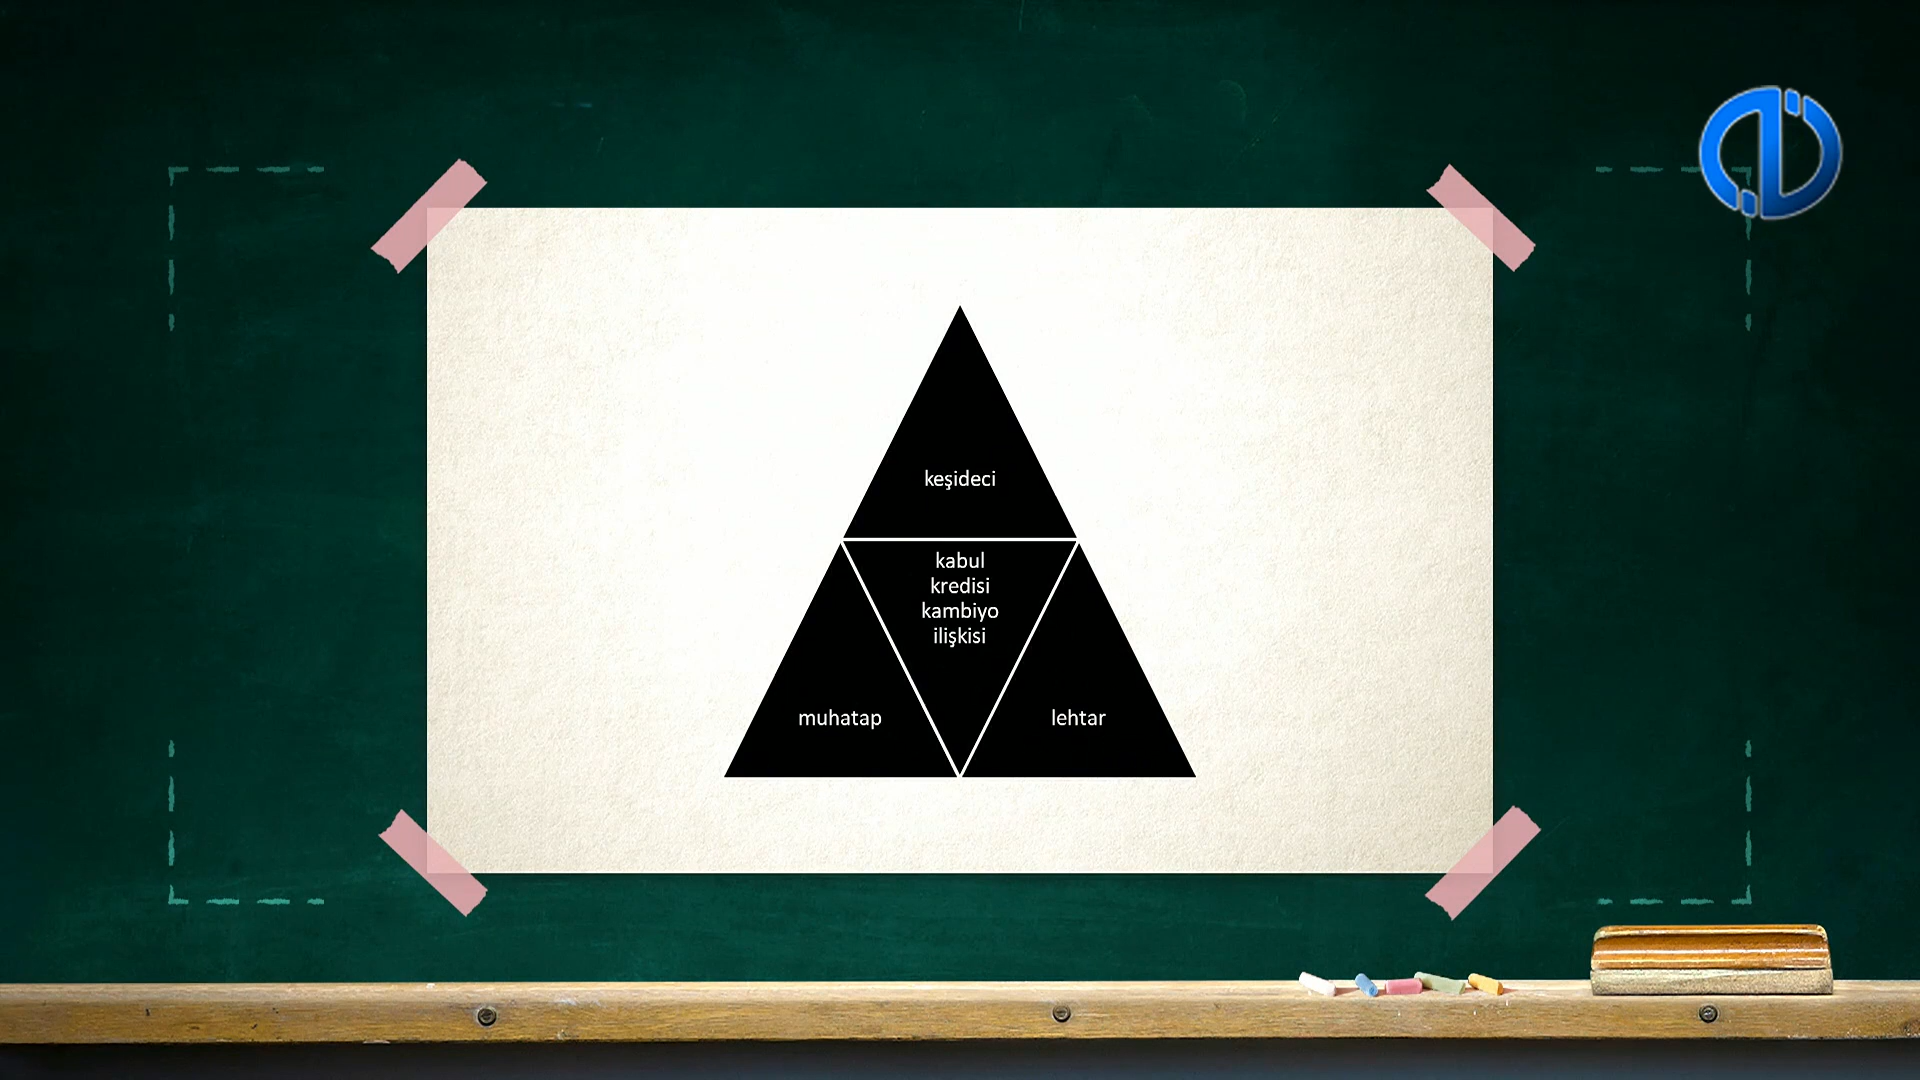 keşideci
kabul
kredisi
kambiyo
ilişkisi
muhatap
lehtar